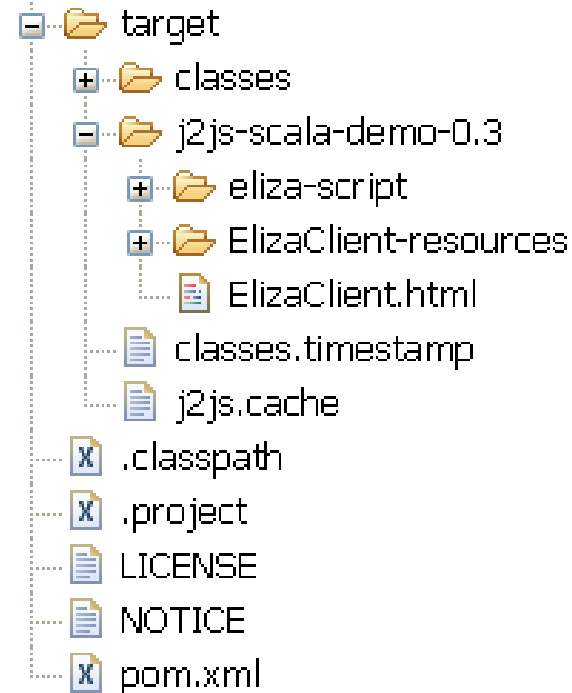 target
classes
j2js-scala-demo-0.3
eliza-script
ElizaClient-resources
ElizaClient.html
classes.timestamp
j2js.cache
.classpath
.project
LICENSE
NOTICE
pom.xml